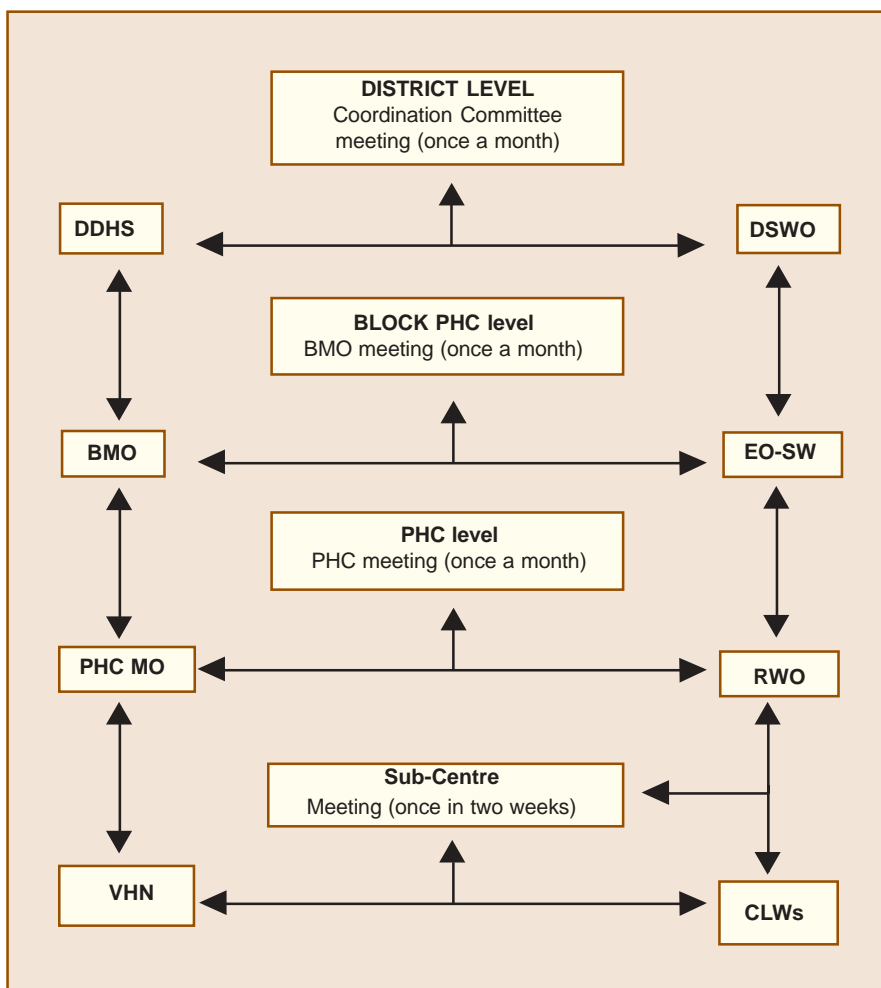 DISTRICT LEVEL
Coordination Committee
meeting (once a month)
DDHS
DSWO
BLOCK PHC level
BMO meeting (once a month)
BMO
EO-SW
PHC level
PHC meeting (once a month)
PHC MO
RWO
Sub-Centre
Meeting (once in two weeks)
VHN
CLWs